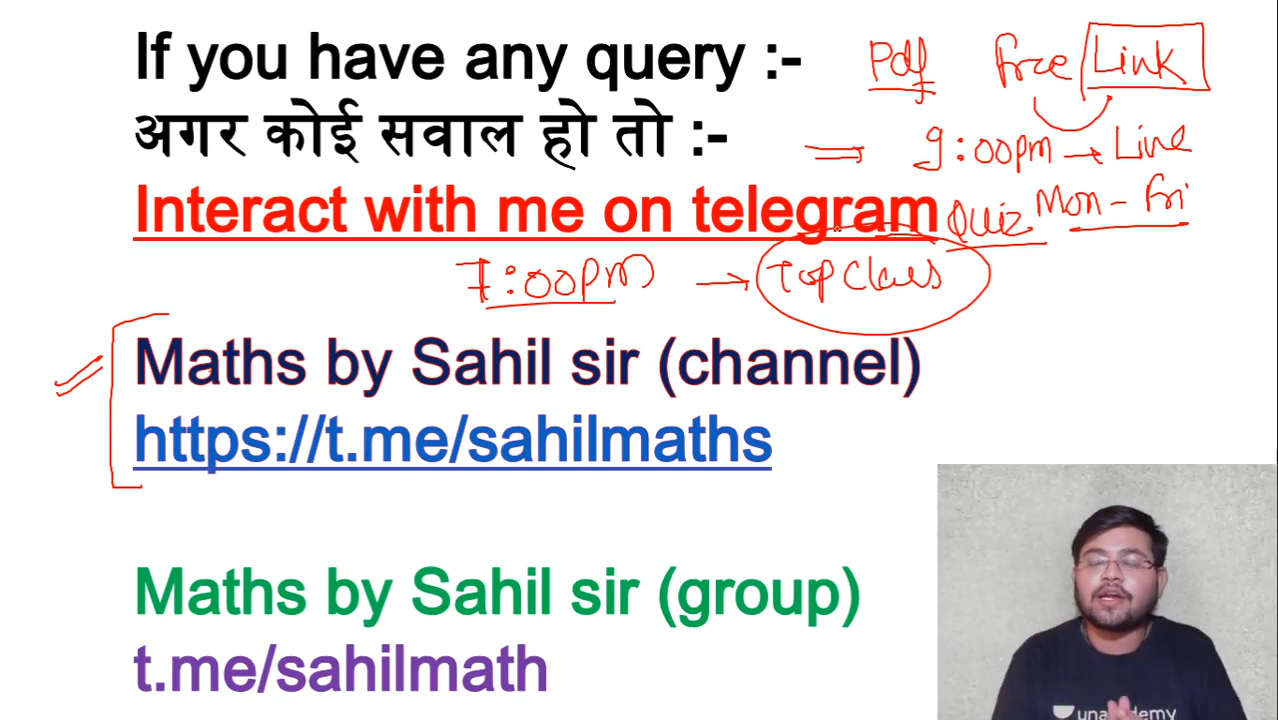 If you have any query :- Pdf Free Link
अगर कोई सवाल हो तो :- 9:00pm → Live
Interact with me on telegram Quiz Mon - Fri
7:00pm → Top Class
Maths by Sahil sir (channel)
https://t.me/sahilmaths
Maths by Sahil sir (group)
t.me/sahilmath
unacademy